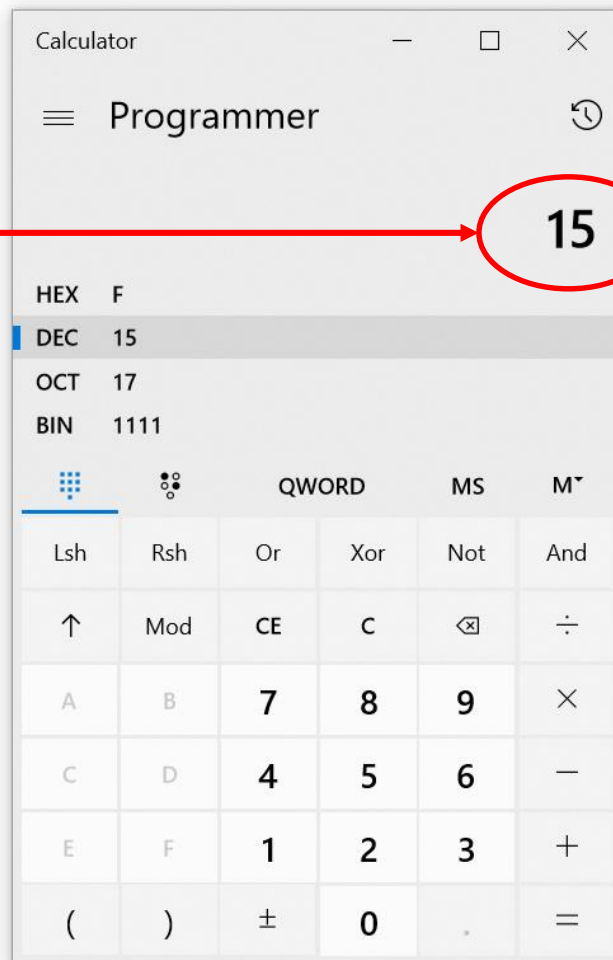 Calculator
Programmer
15
HEX F
DEC 15
OCT 17
BIN 1111
QWORD MS M
Lsh Rsh Or Xor Not And
↑ Mod CE C ÷
A B 7 8 9 ×
C D 4 5 6 −
E F 1 2 3 +
( ) ± 0 . =